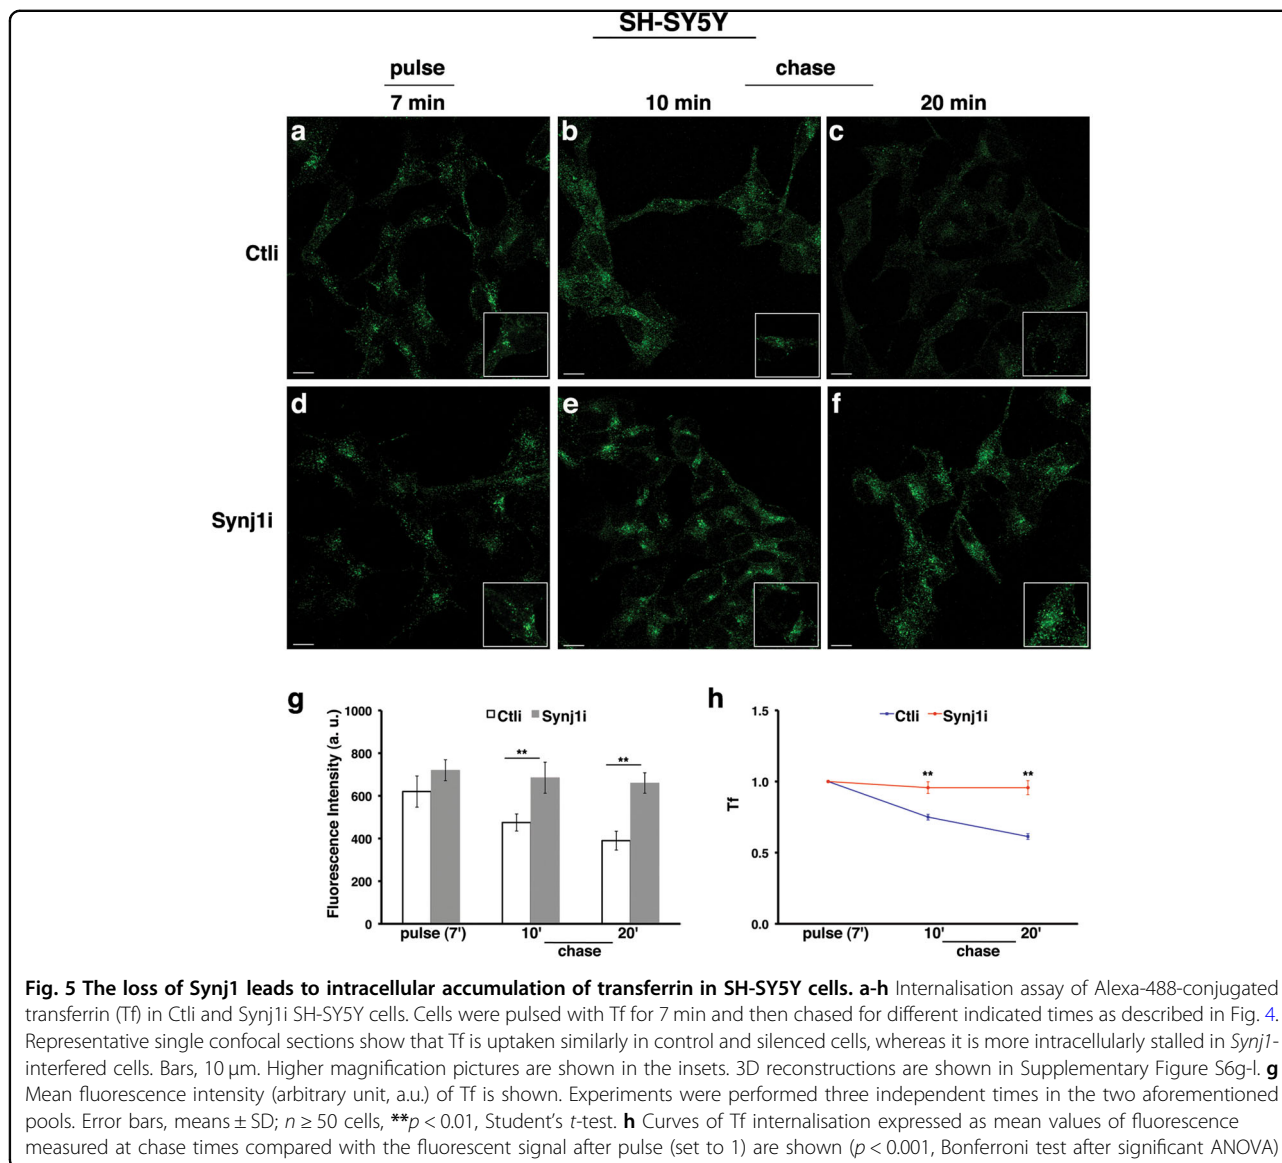 SH-SY5Y
pulse
chase
7 min
10 min
20 min
a
b
c
Ctli
d
e
f
Synj1i
g
Fluorescence Intensity (a. u.)
1000
800
600
400
200
0
Ctli
Synj1i
**
**
pulse (7')
10'
20'
chase
h
Tf
1.5
1.0
0.5
0.0
Ctli
Synj1i
**
**
pulse (7')
10'
20'
chase
Fig. 5 The loss of Synj1 leads to intracellular accumulation of transferrin in SH-SY5Y cells. a-h Internalisation assay of Alexa-488-conjugated
transferrin (Tf) in Ctli and Synj1i SH-SY5Y cells. Cells were pulsed with Tf for 7 min and then chased for different indicated times as described in Fig. 4.
Representative single confocal sections show that Tf is uptaken similarly in control and silenced cells, whereas it is more intracellularly stalled in Synj1-
interfered cells. Bars, 10 μm. Higher magnification pictures are shown in the insets. 3D reconstructions are shown in Supplementary Figure S6g-l. g
Mean fluorescence intensity (arbitrary unit, a.u.) of Tf is shown. Experiments were performed three independent times in the two aforementioned
pools. Error bars, means ± SD; n ≥ 50 cells, **p < 0.01, Student's t-test. h Curves of Tf internalisation expressed as mean values of fluorescence
measured at chase times compared with the fluorescent signal after pulse (set to 1) are shown (p < 0.001, Bonferroni test after significant ANOVA)